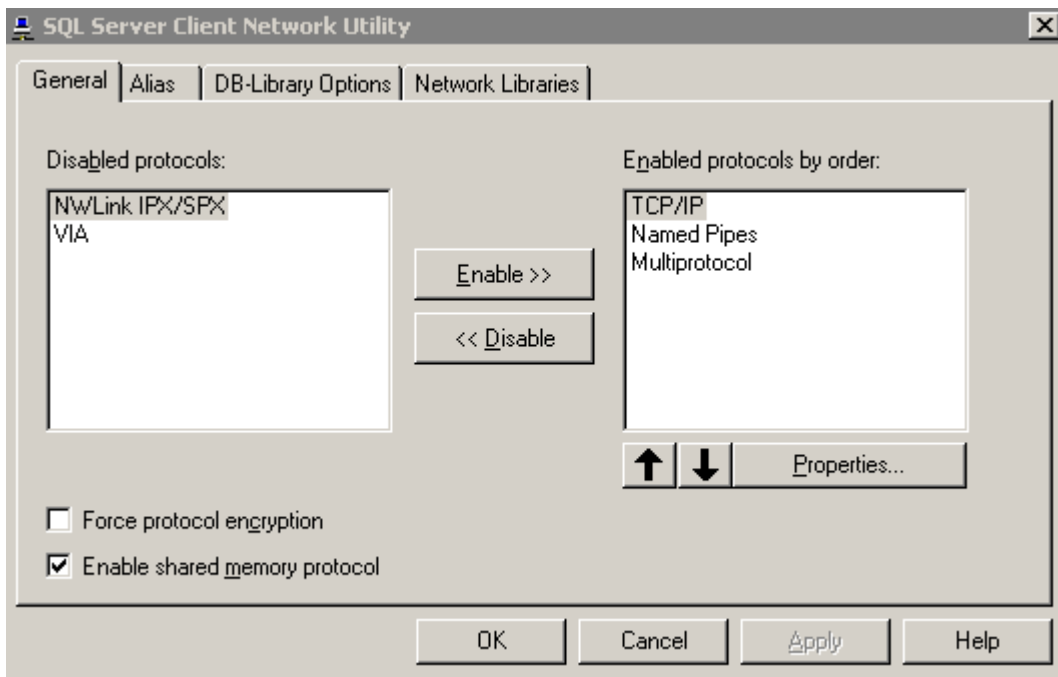 SQL Server Client Network Utility
General
Alias
DB-Library Options
Network Libraries
Disabled protocols:
NWLink IPX/SPX
VIA
Enable >>
<< Disable
Enabled protocols by order:
TCP/IP
Named Pipes
Multiprotocol
Properties...
Force protocol encryption
Enable shared memory protocol
OK
Cancel
Apply
Help